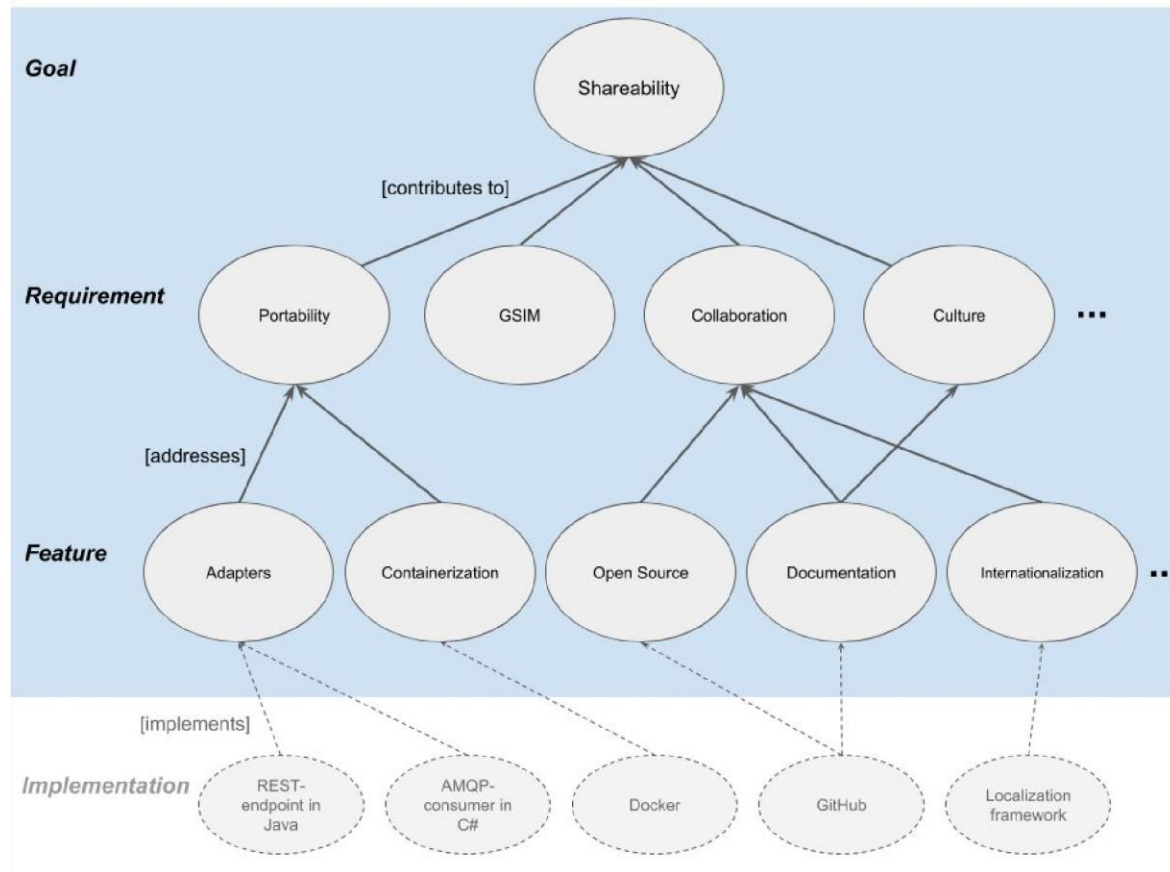 Goal
Shareability
[contributes to]
Requirement
Portability
GSIM
Collaboration
Culture
...
[addresses]
Feature
Adapters
Containerization
Open Source
Documentation
Internationalization
...
[implements]
Implementation
REST-
endpoint in
Java
AMQP-
consumer in
C#
Docker
GitHub
Localization
framework